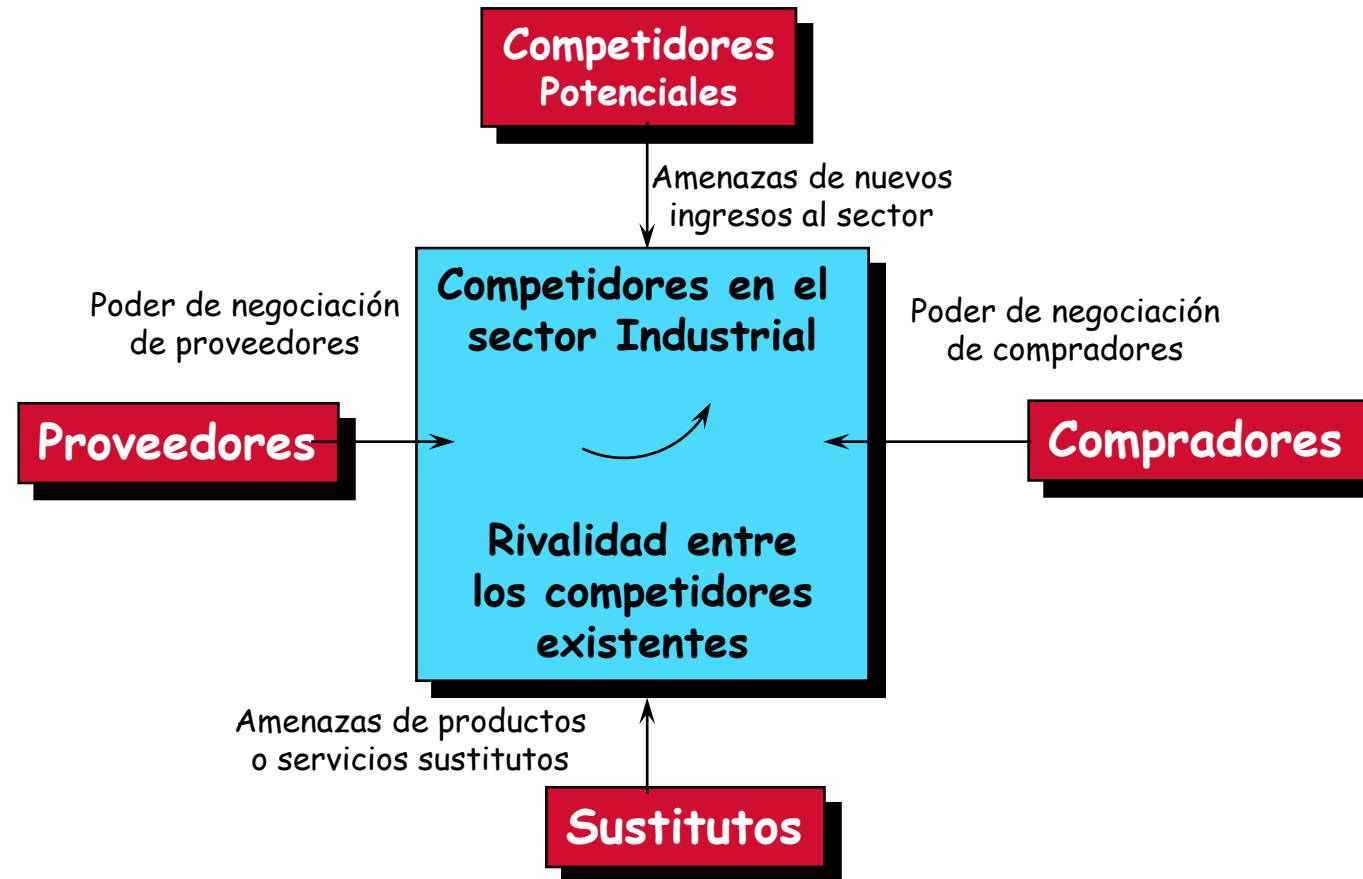 Competidores
Potenciales
Amenazas de nuevos
ingresos al sector
Competidores en el
sector Industrial
Poder de negociación
de proveedores
Poder de negociación
de compradores
Proveedores
Compradores
Rivalidad entre
los competidores
existentes
Amenazas de productos
o servicios sustitutos
Sustitutos